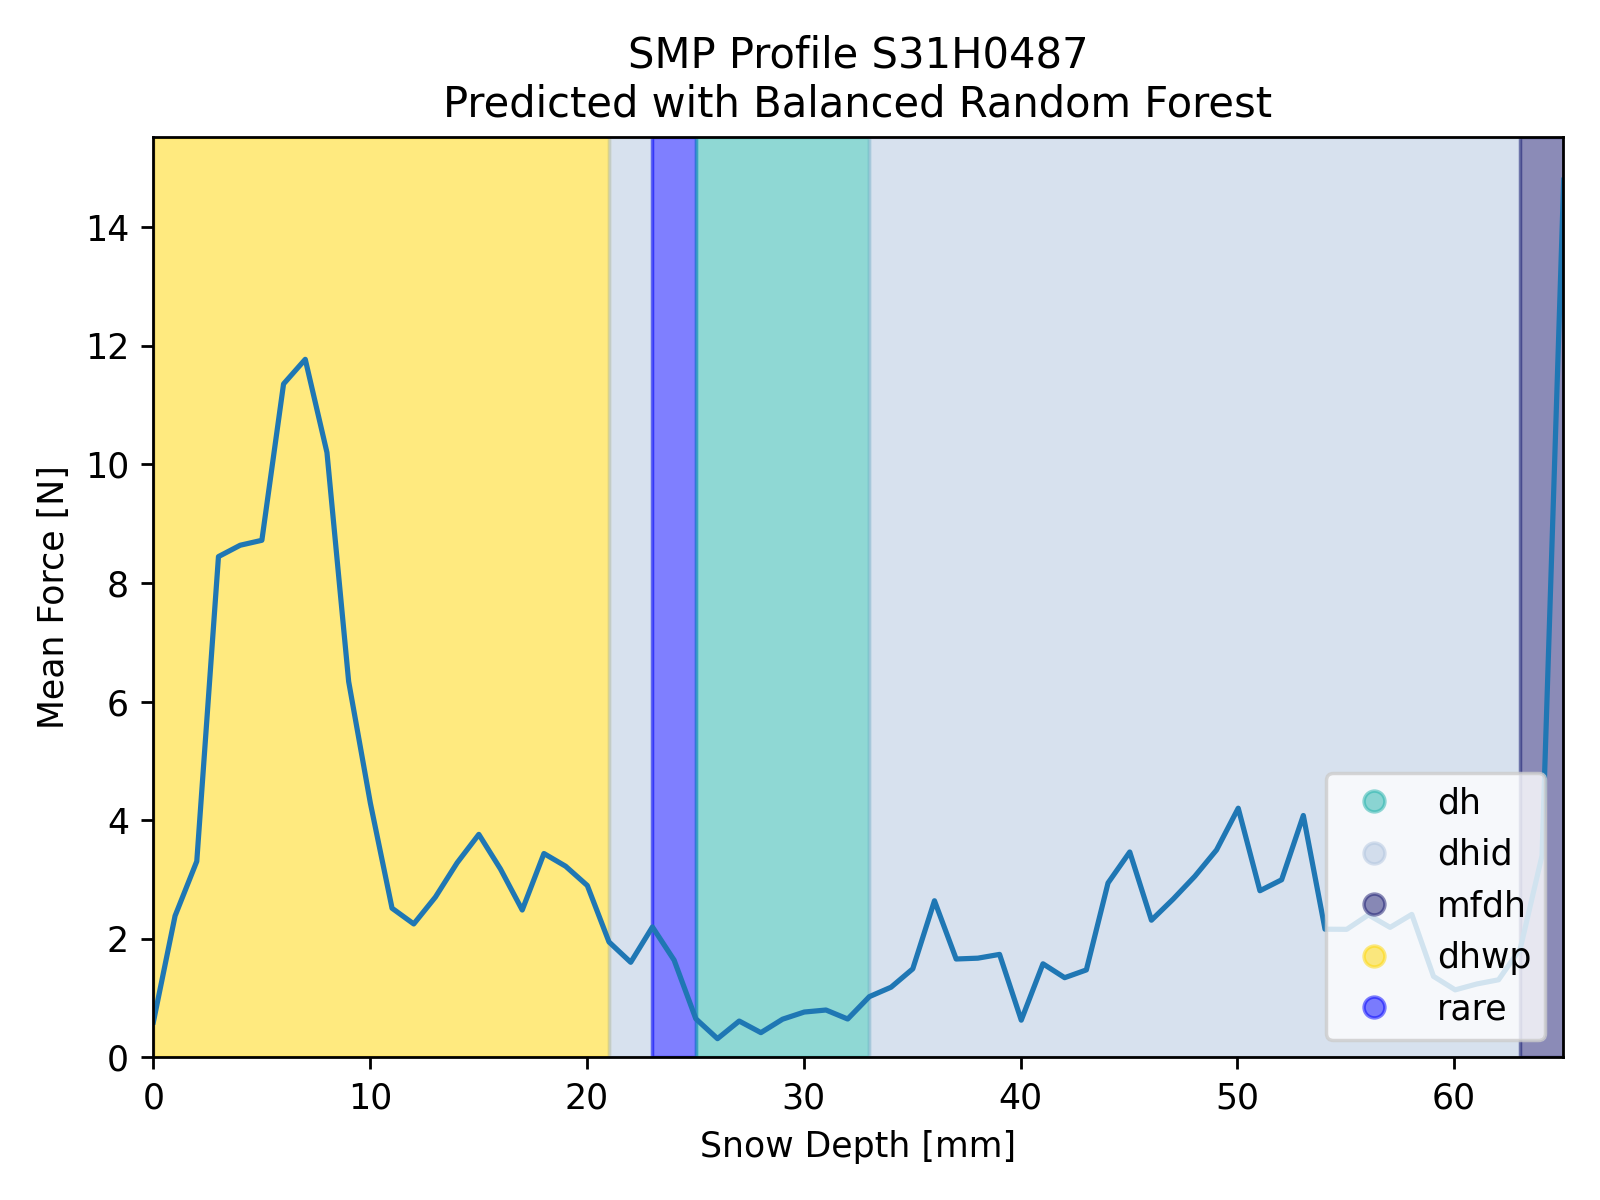 SMP Profile S31H0487
Predicted with Balanced Random Forest
Mean Force [N]
14
12
10
8
6
4
2
0
0 10 20 30 40 50 60
Snow Depth [mm]
dh
dhid
mfdh
dhwp
rare